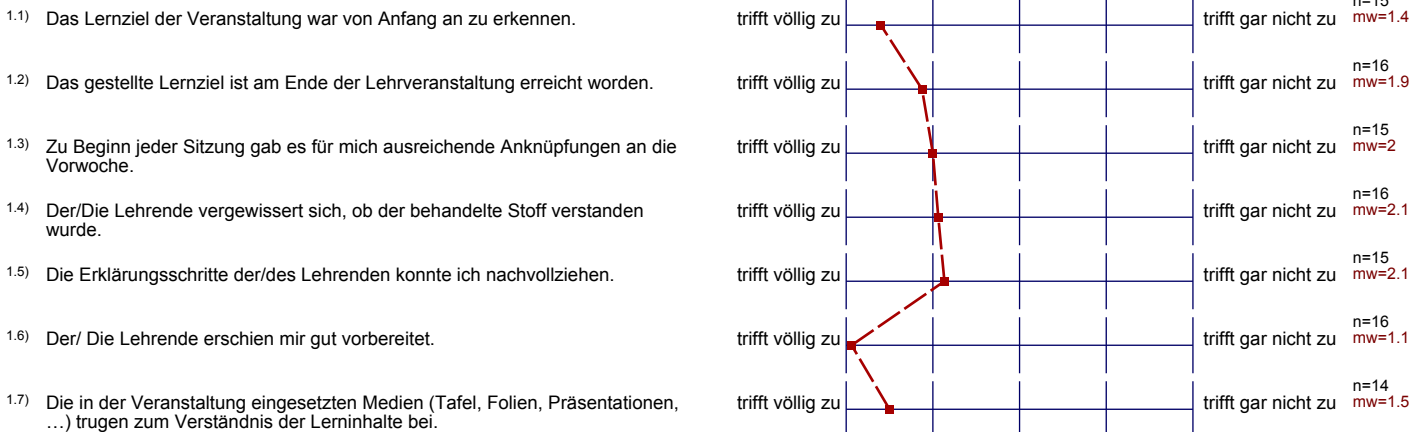 n=15
1.1) Das Lernziel der Veranstaltung war von Anfang an zu erkennen. trifft völlig zu trifft gar nicht zu mw=1.4
n=16
1.2) Das gestellte Lernziel ist am Ende der Lehrveranstaltung erreicht worden. trifft völlig zu trifft gar nicht zu mw=1.9
n=15
1.3) Zu Beginn jeder Sitzung gab es für mich ausreichende Anknüpfungen an die trifft völlig zu trifft gar nicht zu mw=2
Vorwoche.
n=16
1.4) Der/Die Lehrende vergewissert sich, ob der behandelte Stoff verstanden trifft völlig zu trifft gar nicht zu mw=2.1
wurde.
n=15
1.5) Die Erklärungsschritte der/des Lehrenden konnte ich nachvollziehen. trifft völlig zu trifft gar nicht zu mw=2.1
n=16
1.6) Der/ Die Lehrende erschien mir gut vorbereitet. trifft völlig zu trifft gar nicht zu mw=1.1
n=14
1.7) Die in der Veranstaltung eingesetzten Medien (Tafel, Folien, Präsentationen, trifft völlig zu trifft gar nicht zu mw=1.5
…) trugen zum Verständnis der Lerninhalte bei.